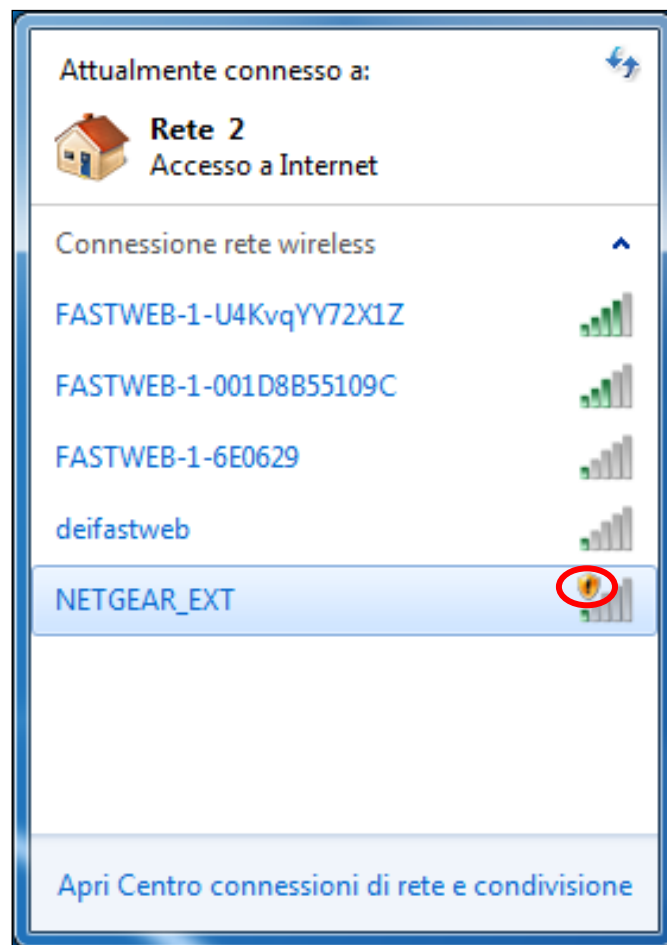 Attualmente connesso a:
Rete 2
Accesso a Internet
Connessione rete wireless
FASTWEB-1-U4KvqYY72X1Z
FASTWEB-1-001D8B55109C
FASTWEB-1-6E0629
deifastweb
NETGEAR_EXT
Apri Centro connessioni di rete e condivisione